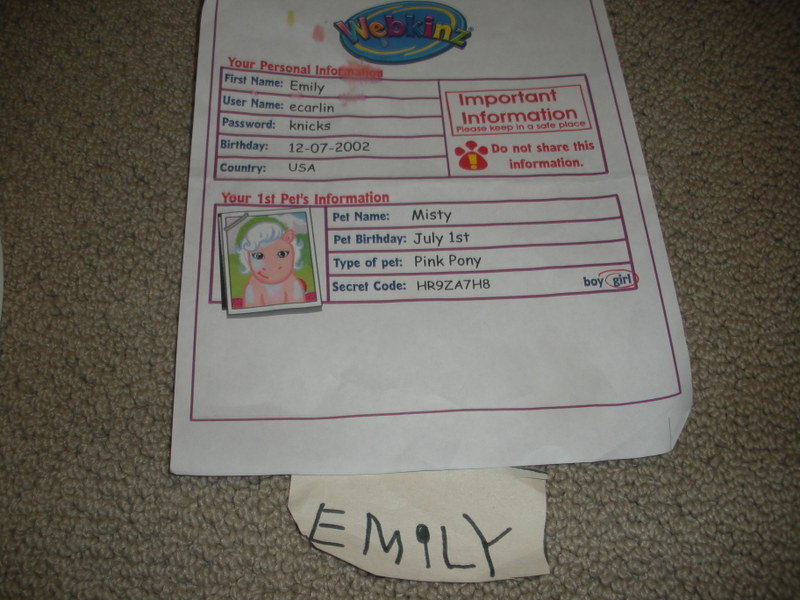 Webkinz
Your Personal Information
First Name: Emily
User Name: ecarlin
Password: knicks
Birthday: 12-07-2002
Country: USA
Important
Information
Please keep in a safe place
Do not share this
information.
Your 1st Pet's Information
Pet Name: Misty
Pet Birthday: July 1st
Type of pet: Pink Pony
Secret Code: HR9ZA7H8 boy girl
EMiLY